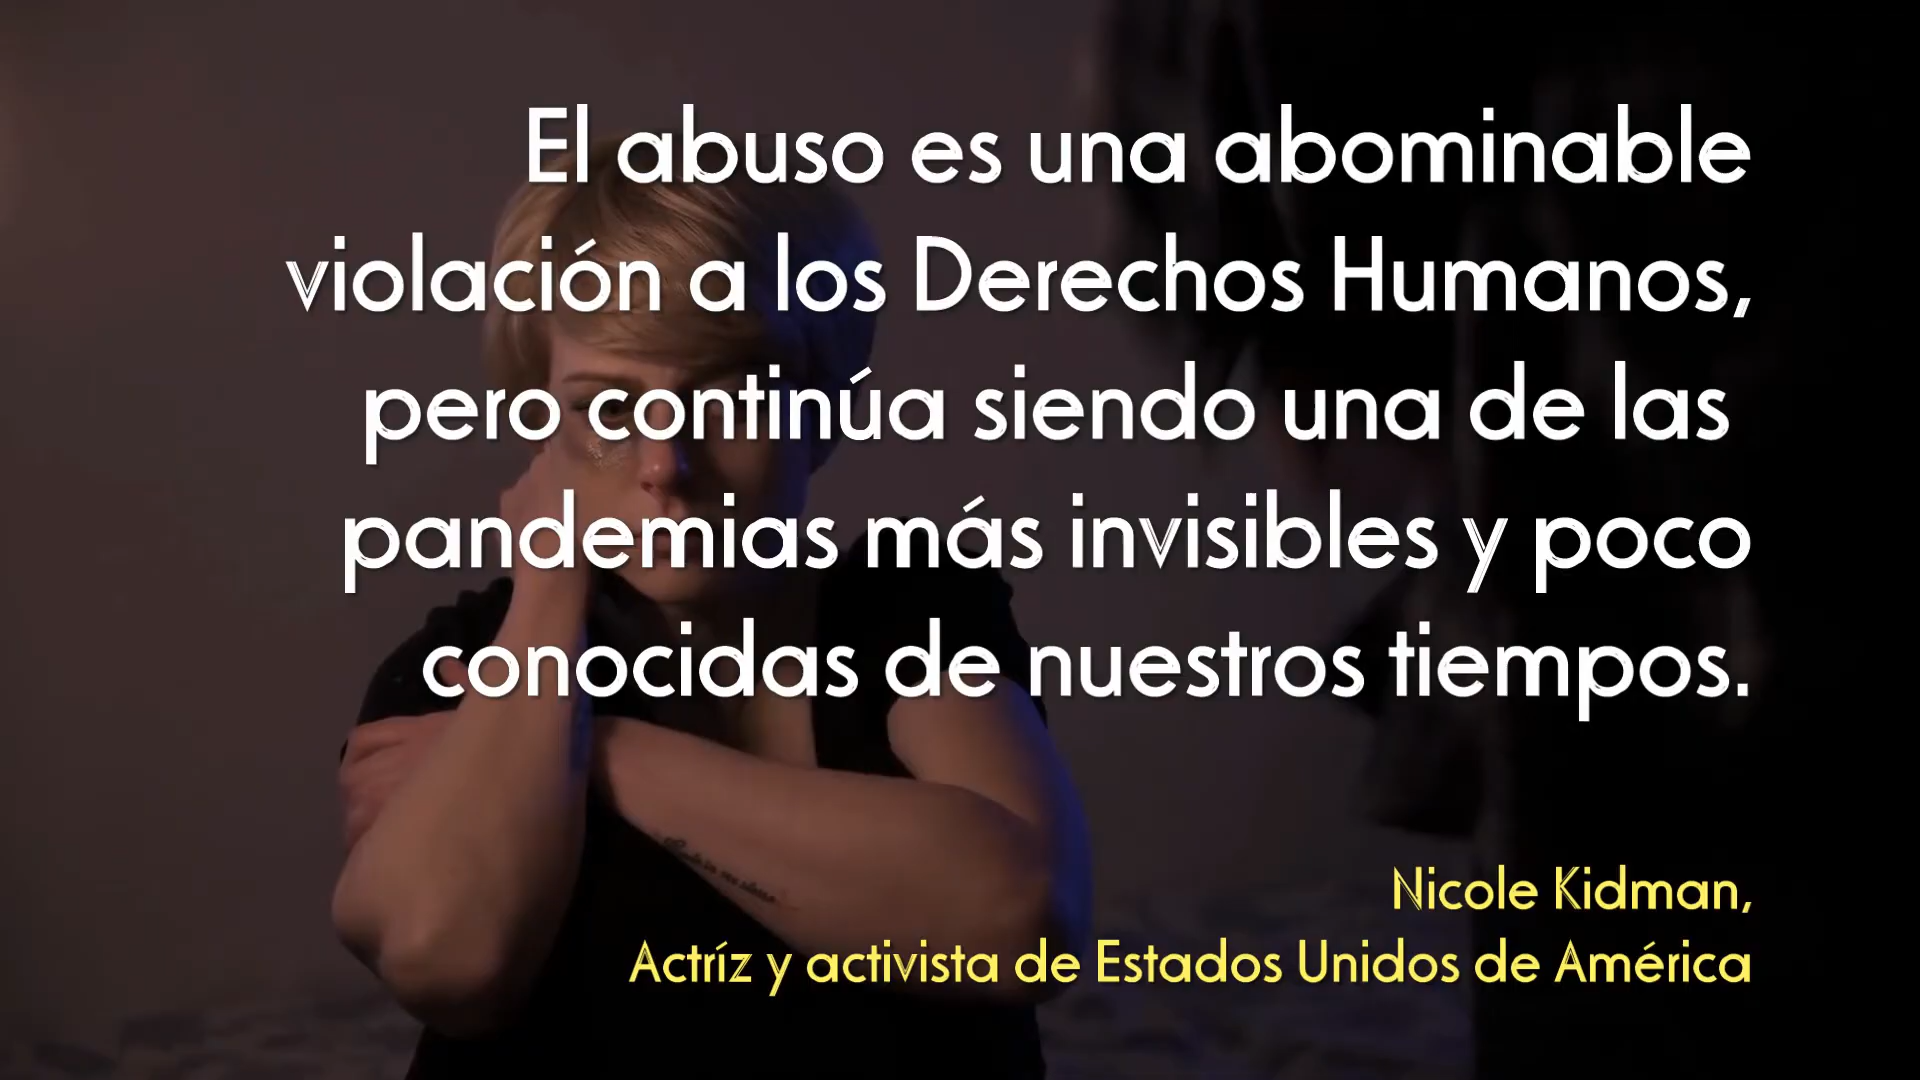 El abuso es una abominable
violación a los Derechos Humanos,
pero continúa siendo una de las
pandemias más invisibles y poco
conocidas de nuestros tiempos.
Nicole Kidman,
Actríz y activista de Estados Unidos de América